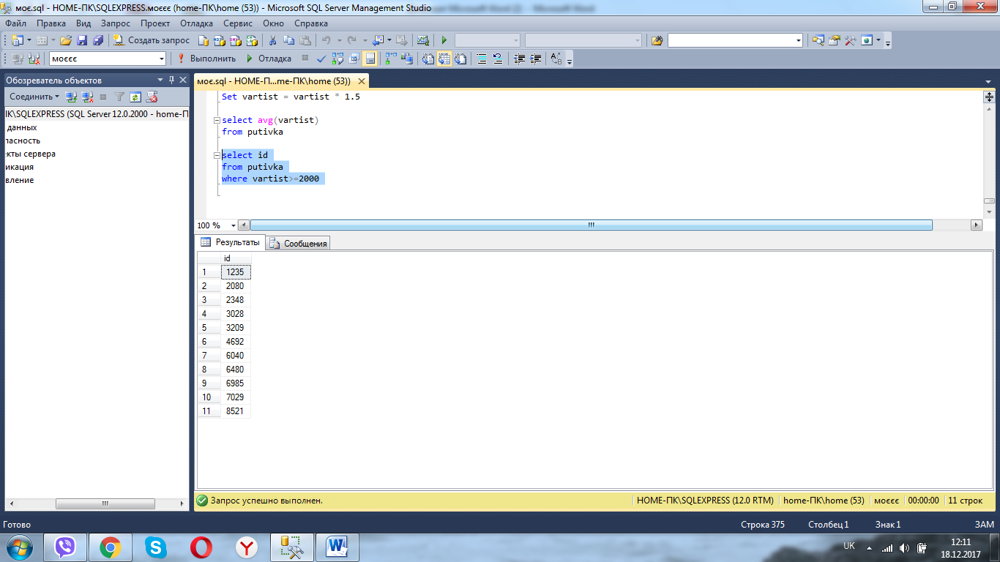 моє.sql - HOME-ПК\SQLEXPRESS.моєєє (home-ПК\home (53)) - Microsoft SQL Server Management Studio
Файл Правка Вид Запрос Проект Отладка Сервис Окно Справка
Создать запрос
моєєє Выполнить Отладка
Обозреватель объектов
моє.sql - HOME-П...me-ПК\home (53))
Соединить
ІК\SQLEXPRESS (SQL Server 12.0.2000 - home-П
данных
пасность
кты сервера
икация
вление
Set vartist = vartist * 1.5
select avg(vartist)
from putivka
select id
from putivka
where vartist>=2000
100 %
Результаты Сообщения
id
1 1235
2 2080
3 2348
4 3028
5 3209
6 4692
7 6040
8 6480
9 6985
10 7029
11 8521
Запрос успешно выполнен. HOME-ПК\SQLEXPRESS (12.0 RTM) home-ПК\home (53) моєєє 00:00:00 11 строк
Готово Строка 375 Столбец 1 Знак 1 ЗАМ
UK 12:11
18.12.2017